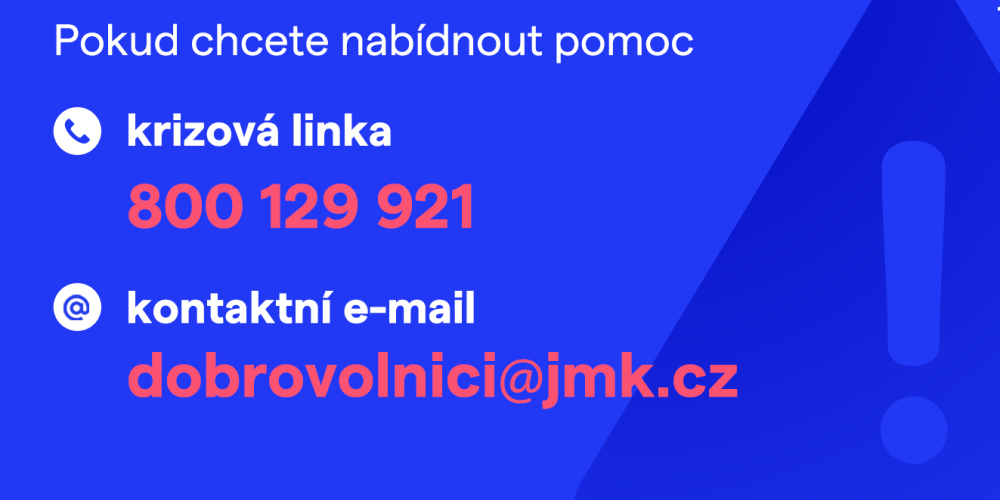 Pokud chcete nabídnout pomoc
krizová linka
800 129 921
@
kontaktní e-mail
dobrovolnici@jmk.cz